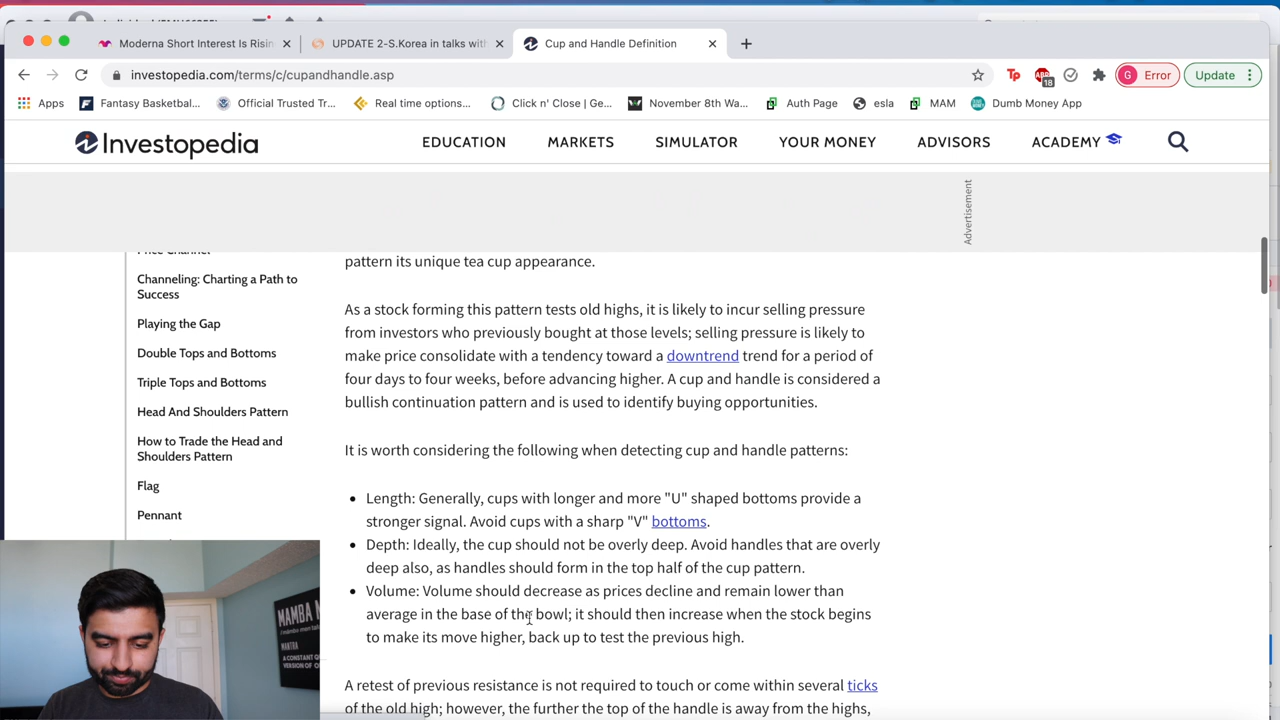 Moderna Short Interest Is Risin
UPDATE 2-S.Korea in talks with
Cup and Handle Definition
investopedia.com/terms/c/cupandhandle.asp
Tp
18
G Error
Update
Apps
Fantasy Basketbal...
Official Trusted Tr...
Real time options...
Click n' Close | Ge...
November 8th Wa...
Auth Page
esla
MAM
Dumb Money App
Investopedia
EDUCATION
MARKETS
SIMULATOR
YOUR MONEY
ADVISORS
ACADEMY
Advertisement
Price Channel
Channeling: Charting a Path to
Success
Playing the Gap
Double Tops and Bottoms
Triple Tops and Bottoms
Head And Shoulders Pattern
How to Trade the Head and
Shoulders Pattern
Flag
Pennant
pattern its unique tea cup appearance.
As a stock forming this pattern tests old highs, it is likely to incur selling pressure
from investors who previously bought at those levels; selling pressure is likely to
make price consolidate with a tendency toward a downtrend trend for a period of
four days to four weeks, before advancing higher. A cup and handle is considered a
bullish continuation pattern and is used to identify buying opportunities.
It is worth considering the following when detecting cup and handle patterns:
• Length: Generally, cups with longer and more "U" shaped bottoms provide a
stronger signal. Avoid cups with a sharp "V" bottoms.
• Depth: Ideally, the cup should not be overly deep. Avoid handles that are overly
deep also, as handles should form in the top half of the cup pattern.
• Volume: Volume should decrease as prices decline and remain lower than
average in the base of the bowl; it should then increase when the stock begins
to make its move higher, back up to test the previous high.
A retest of previous resistance is not required to touch or come within several ticks
of the old high; however, the further the top of the handle is away from the highs,
MAMBA M
MANTRA
A CONSTANT Q
VERSION OF O